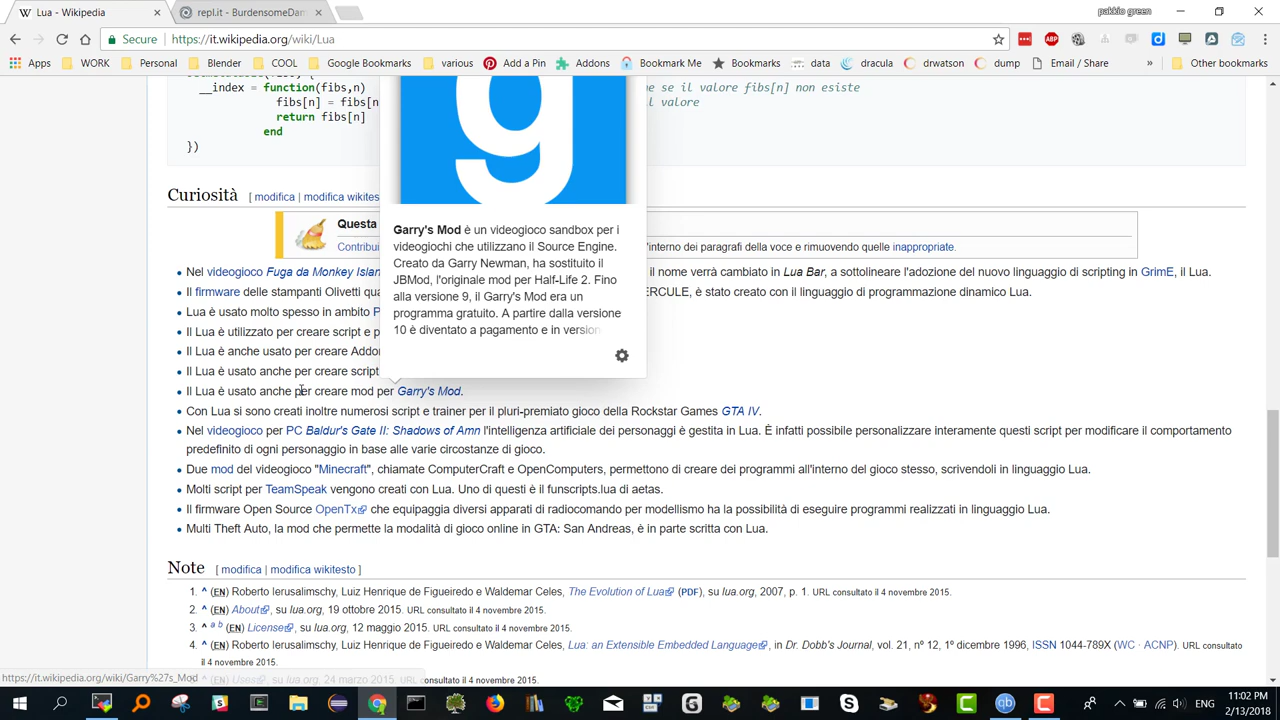 Lua - Wikipedia
repl.it - BurdensomeDam
pakkio green
Secure https://it.wikipedia.org/wiki/Lua
Apps WORK Personal Blender COOL Google Bookmarks various Add a Pin Addons Bookmark Me Bookmarks data dracula drwatson dump Email / Share » Other bookmarks
__index = function(fibs,n) e se il valore fibs[n] non esiste
fibs[n] = fibs[n l valore
return fibs[n]
end
})
g
Curiosità [ modifica | modifica wikites
Questa
Contribui 'interno dei paragrafi della voce e rimuovendo quelle inappropriate.
Garry's Mod è un videogioco sandbox per i
videogiochi che utilizzano il Source Engine.
Creato da Garry Newman, ha sostituito il
JBMod, l'originale mod per Half-Life 2. Fino
alla versione 9, il Garry's Mod era un
programma gratuito. A partire dalla versione
10 è diventato a pagamento e in version
Nel videogioco Fuga da Monkey Islan il nome verrà cambiato in Lua Bar, a sottolineare l'adozione del nuovo linguaggio di scripting in GrimE, il Lua.
Il firmware delle stampanti Olivetti qua ERCULE, è stato creato con il linguaggio di programmazione dinamico Lua.
Lua è usato molto spesso in ambito P
Il Lua è utilizzato per creare script e p
Il Lua è anche usato per creare Addo
Il Lua è usato anche per creare script
Il Lua è usato anche per creare mod per Garry's Mod.
Con Lua si sono creati inoltre numerosi script e trainer per il pluri-premiato gioco della Rockstar Games GTA IV.
Nel videogioco per PC Baldur's Gate II: Shadows of Amn l'intelligenza artificiale dei personaggi è gestita in Lua. È infatti possibile personalizzare interamente questi script per modificare il comportamento
predefinito di ogni personaggio in base alle varie circostanze di gioco.
Due mod del videogioco "Minecraft", chiamate ComputerCraft e OpenComputers, permettono di creare dei programmi all'interno del gioco stesso, scrivendoli in linguaggio Lua.
Molti script per TeamSpeak vengono creati con Lua. Uno di questi è il funscripts.lua di aetas.
Il firmware Open Source OpenTx che equipaggia diversi apparati di radiocomando per modellismo ha la possibilità di eseguire programmi realizzati in linguaggio Lua.
Multi Theft Auto, la mod che permette la modalità di gioco online in GTA: San Andreas, è in parte scritta con Lua.
Note [ modifica | modifica wikitesto ]
1. ^ (EN) Roberto Ierusalimschy, Luiz Henrique de Figueiredo e Waldemar Celes, The Evolution of Lua (PDF), su lua.org, 2007, p. 1. URL consultato il 4 novembre 2015.
2. ^ (EN) About, su lua.org, 19 ottobre 2015. URL consultato il 4 novembre 2015.
3. ^ a b (EN) License, su lua.org, 12 maggio 2015. URL consultato il 4 novembre 2015.
4. ^ (EN) Roberto Ierusalimschy, Luiz Henrique de Figueiredo e Waldemar Celes, Lua: an Extensible Embedded Language, in Dr. Dobb's Journal, vol. 21, nº 12, 1º dicembre 1996, ISSN 1044-789X (WC · ACNP). URL consultato
il 4 novembre 2015.
https://it.wikipedia.org/wiki/Garry%27s_Mod
Uses, su lua.org, 24 marzo 2015. URL consultato il 4 novembre 2015.
ENG
11:02 PM
2/13/2018